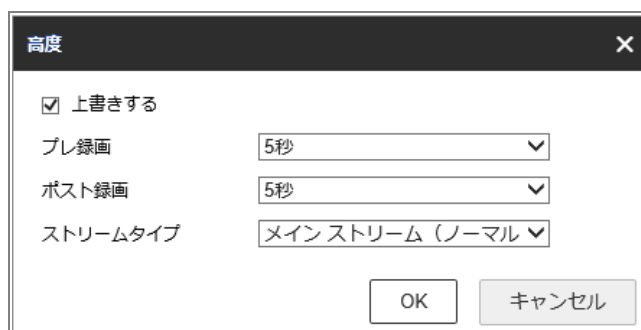 高度
上書きする
プレ録画 5秒
ポスト録画 5秒
ストリームタイプ メイン ストリーム（ノーマル
OK キャンセル